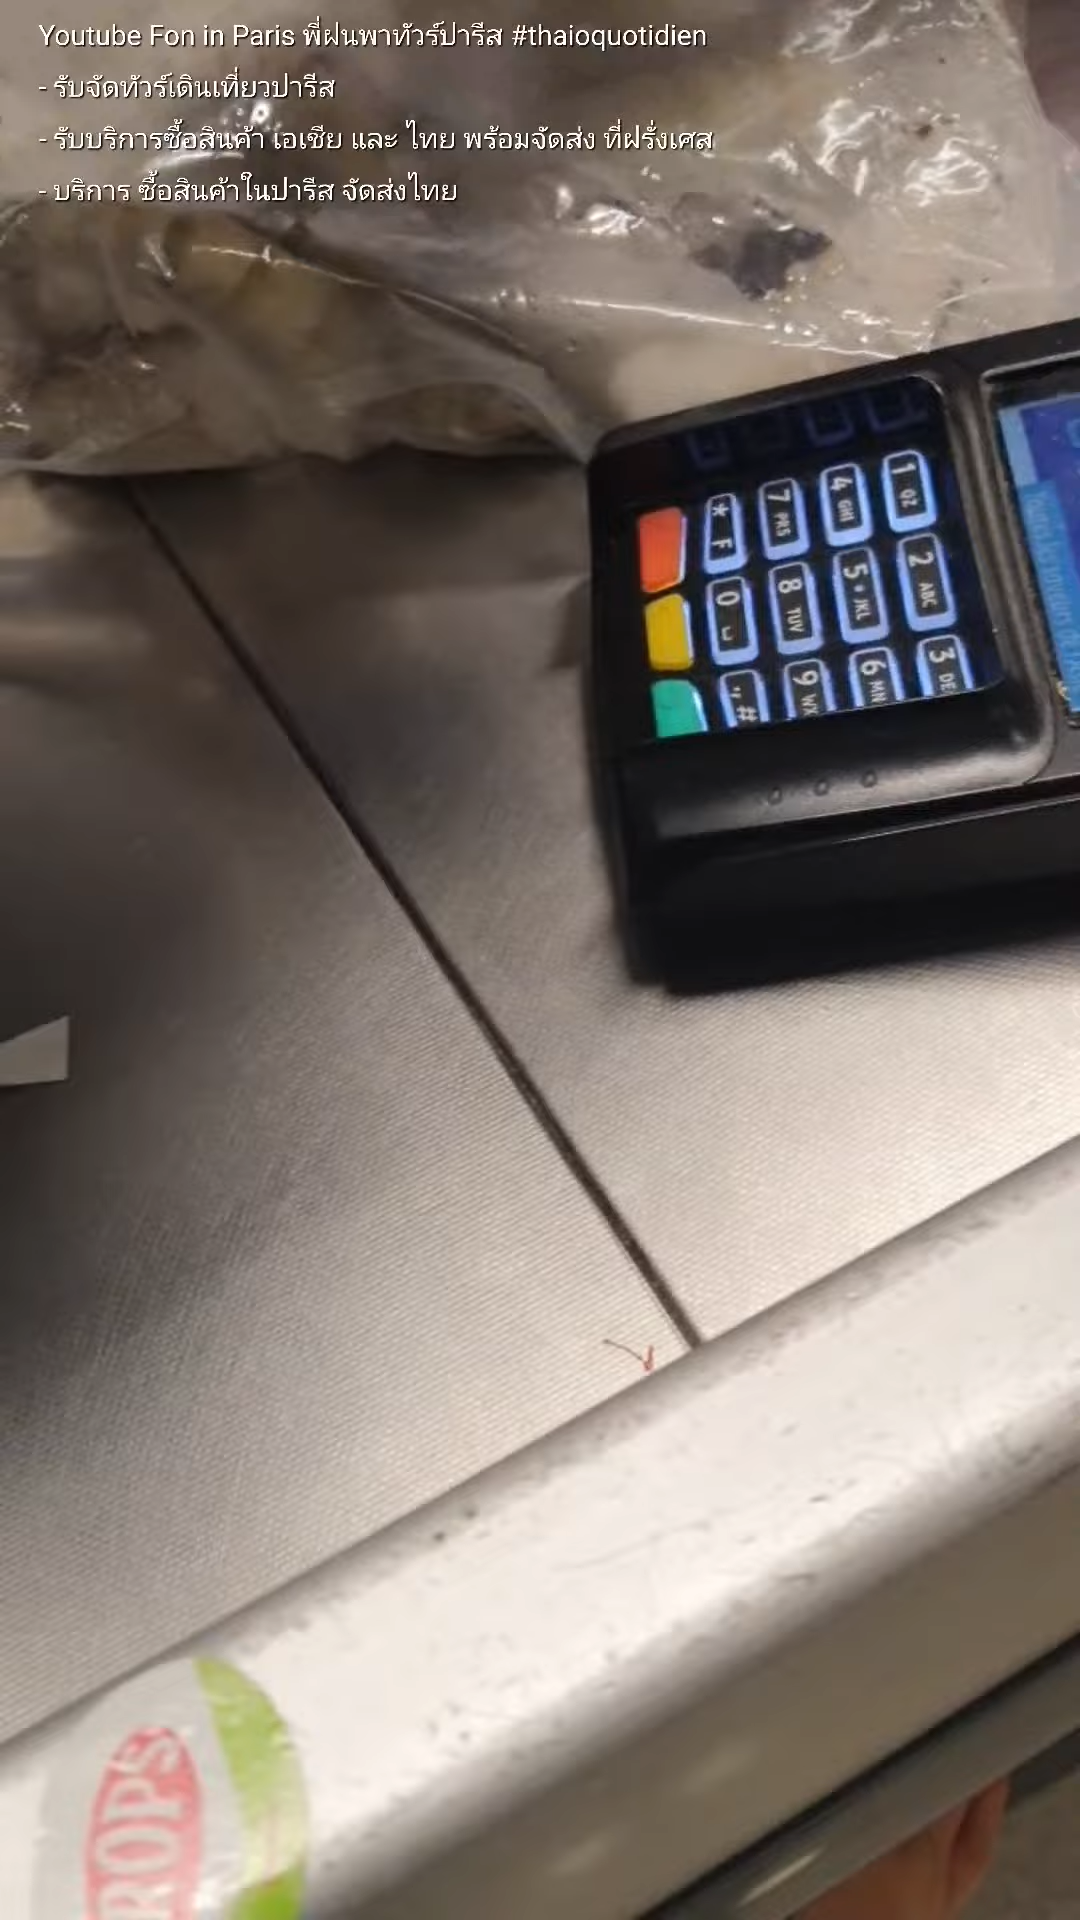 Youtube Fon in Paris พี่ฝนพาทัวร์ปารีส #thaioquotidien
- รับจัดทัวร์เดินเที่ยวปารีส
- รับบริการซื้อสินค้า เอเชีย และ ไทย พร้อมจัดส่ง ที่ฝรั่งเศส
- บริการ ซื้อสินค้าในปารีส จัดส่งไทย
1 QZ
2 ABC
3 DE
4 GHI
5 JKL
6 MN
7 PRS
8 TUV
9 WX
* F
0
,. #
ROPS